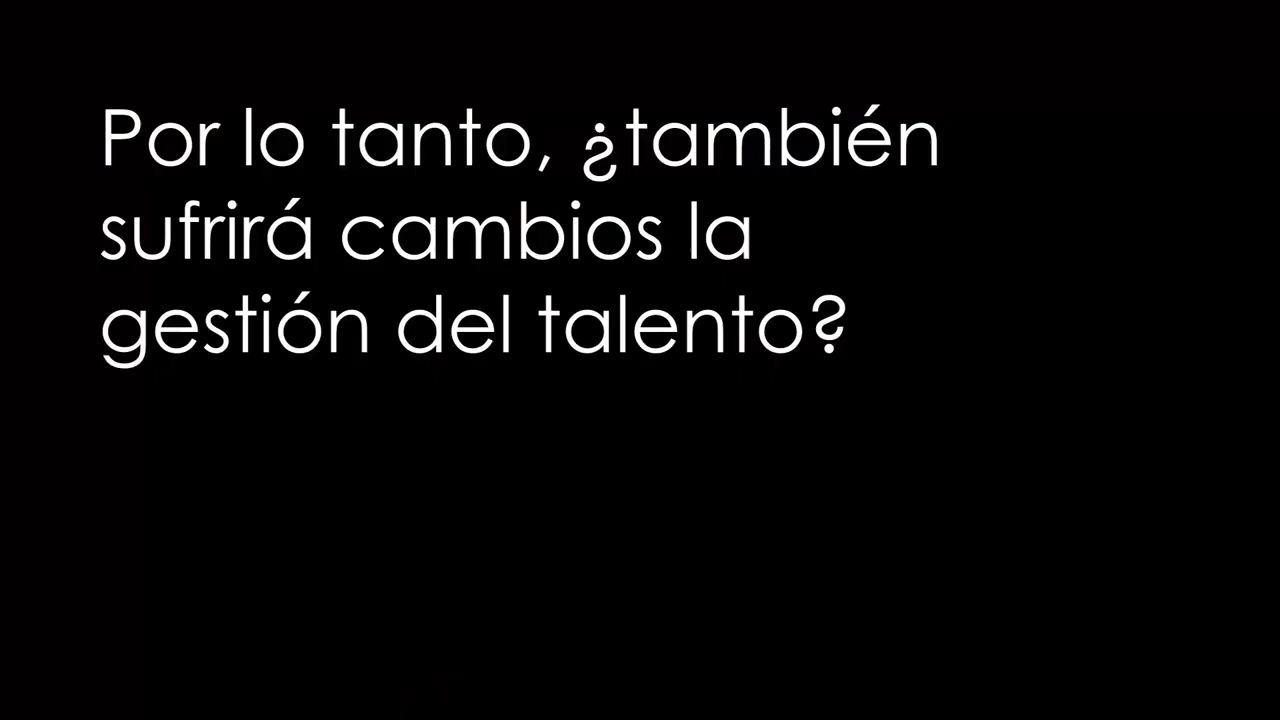 Por lo tanto, ¿también
sufrirá cambios la
gestión del talento?